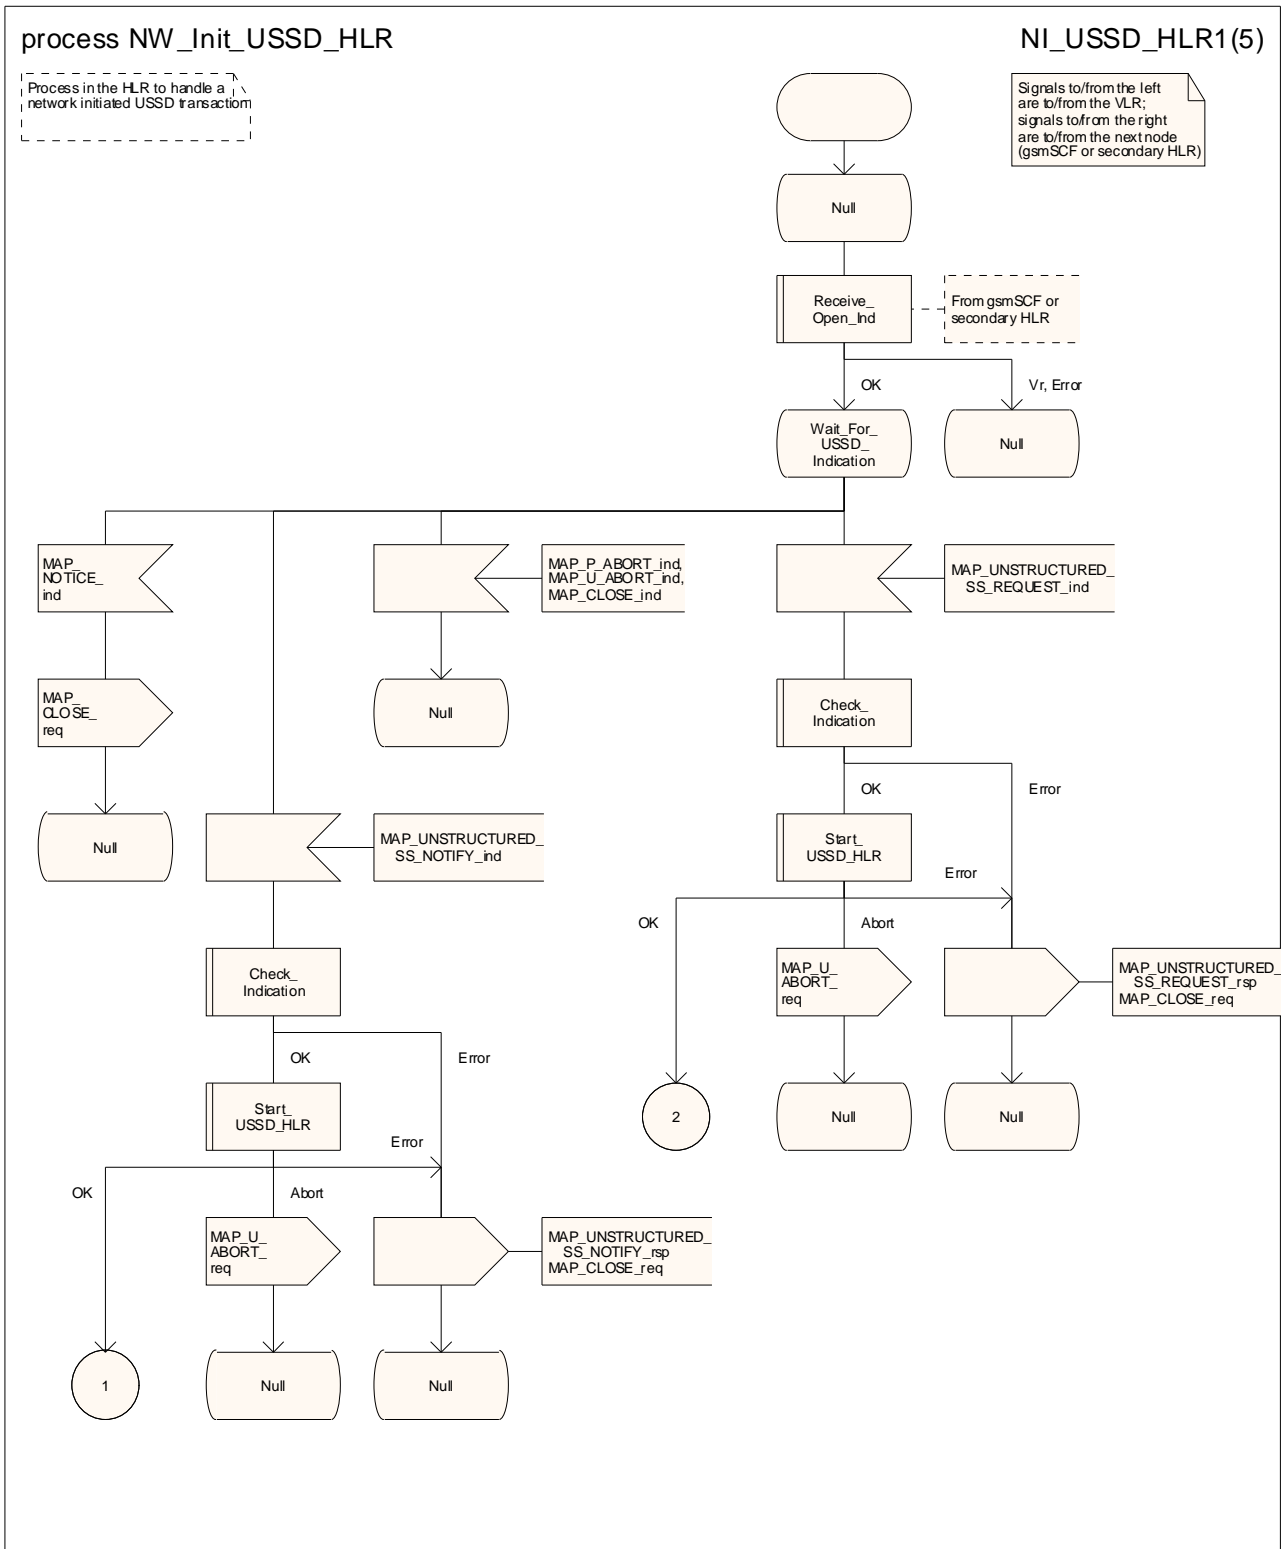 process NW_Init_USSD_HLR
NI_USSD_HLR1(5)
Process in the HLR to handle a
network initiated USSD transaction
Signals to/from the left
are to/from the VLR;
signals to/from the right
are to/from the next node
(gsmSCF or secondary HLR)
Null
Receive_
Open_Ind
From gsmSCF or
secondary HLR
OK
Vr, Error
Wait_For_
USSD_
Indication
Null
MAP_
NOTICE_
ind
MAP_P_ABORT_ind,
MAP_U_ABORT_ind,
MAP_CLOSE_ind
MAP_UNSTRUCTURED_
SS_REQUEST_ind
MAP_
CLOSE_
req
Null
Check_
Indication
OK
Error
Null
MAP_UNSTRUCTURED_
SS_NOTIFY_ind
Start_
USSD_HLR
Error
OK
Abort
Check_
Indication
MAP_U_
ABORT_
req
MAP_UNSTRUCTURED_
SS_REQUEST_rsp
MAP_CLOSE_req
OK
Error
Start_
USSD_HLR
2
Null
Null
Error
OK
Abort
MAP_U_
ABORT_
req
MAP_UNSTRUCTURED_
SS_NOTIFY_rsp
MAP_CLOSE_req
1
Null
Null